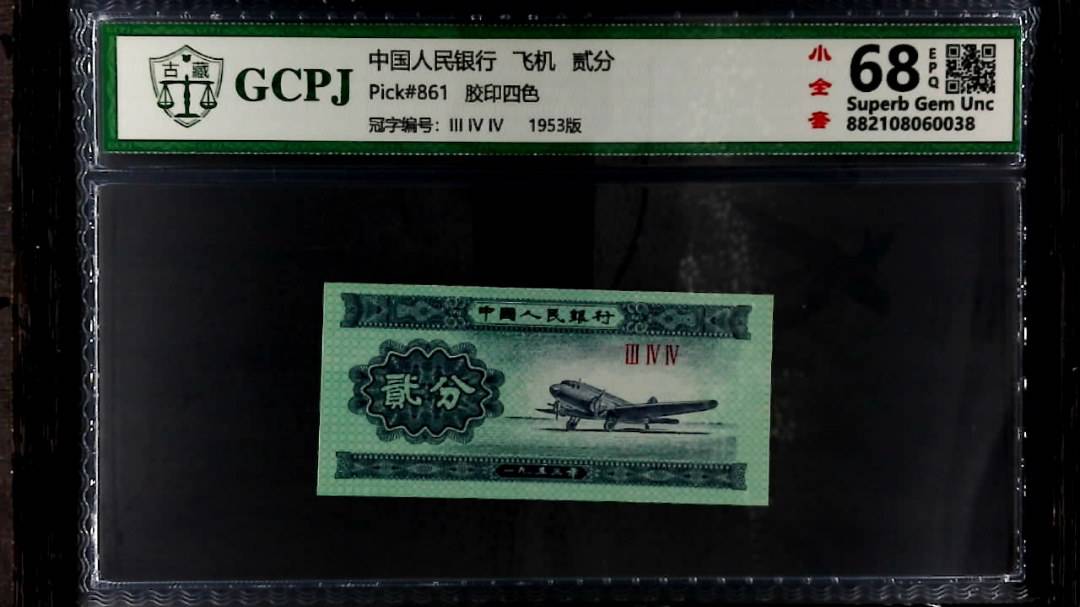 古藏
GCPJ
中国人民银行 飞机 贰分
Pick#861 胶印四色
冠字编号：III IV IV 1953版
小全套
68
EPQ
Superb Gem Unc
882108060038
中國人民銀行
III IV IV
貳分
一九五三年